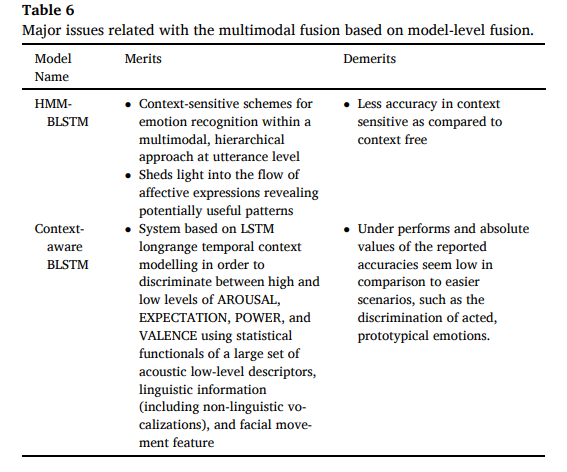 Table 6
Major issues related with the multimodal fusion based on model-level fusion.
Model Name	Merits	Demerits
HMM-BLSTM
• Context-sensitive schemes for
emotion recognition within a
multimodal, hierarchical
approach at utterance level
• Sheds light into the flow of
affective expressions revealing
potentially useful patterns
• Less accuracy in context
sensitive as compared to
context free
Context-
aware
BLSTM
• System based on LSTM
longrange temporal context
modelling in order to
discriminate between high and
low levels of AROUSAL,
EXPECTATION, POWER, and
VALENCE using statistical
functionals of a large set of
acoustic low-level descriptors,
linguistic information
(including non-linguistic vo-
calizations), and facial move-
ment feature
• Under performs and absolute
values of the reported
accuracies seem low in
comparison to easier
scenarios, such as the
discrimination of acted,
prototypical emotions.